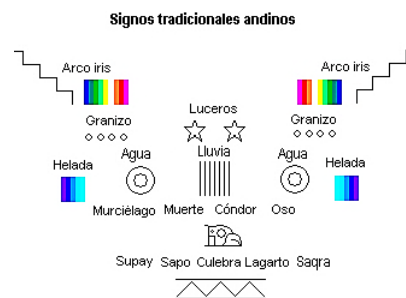 Signos tradicionales andinos
Arco iris
Arco iris
Granizo
Luceros
Granizo
Helada
Agua
Lluvia
Agua
Helada
Murciélago Muerte Cóndor Oso
Supay Sapo Culebra Lagarto Saqra